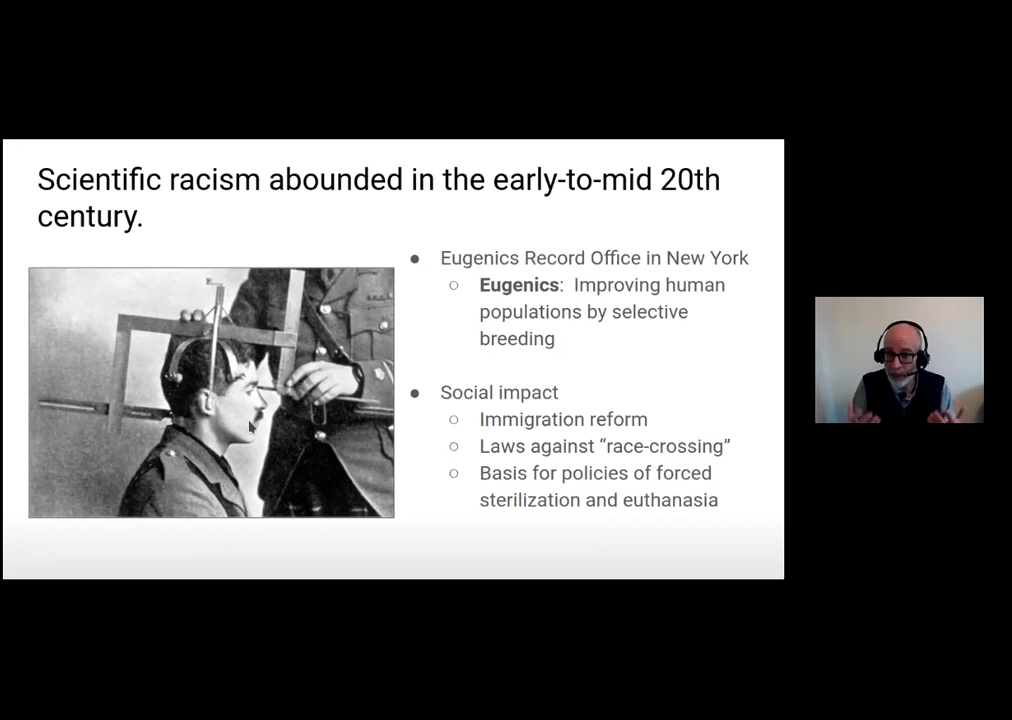 Scientific racism abounded in the early-to-mid 20th
century.
● Eugenics Record Office in New York
○ Eugenics: Improving human
populations by selective
breeding
● Social impact
○ Immigration reform
○ Laws against “race-crossing”
○ Basis for policies of forced
sterilization and euthanasia